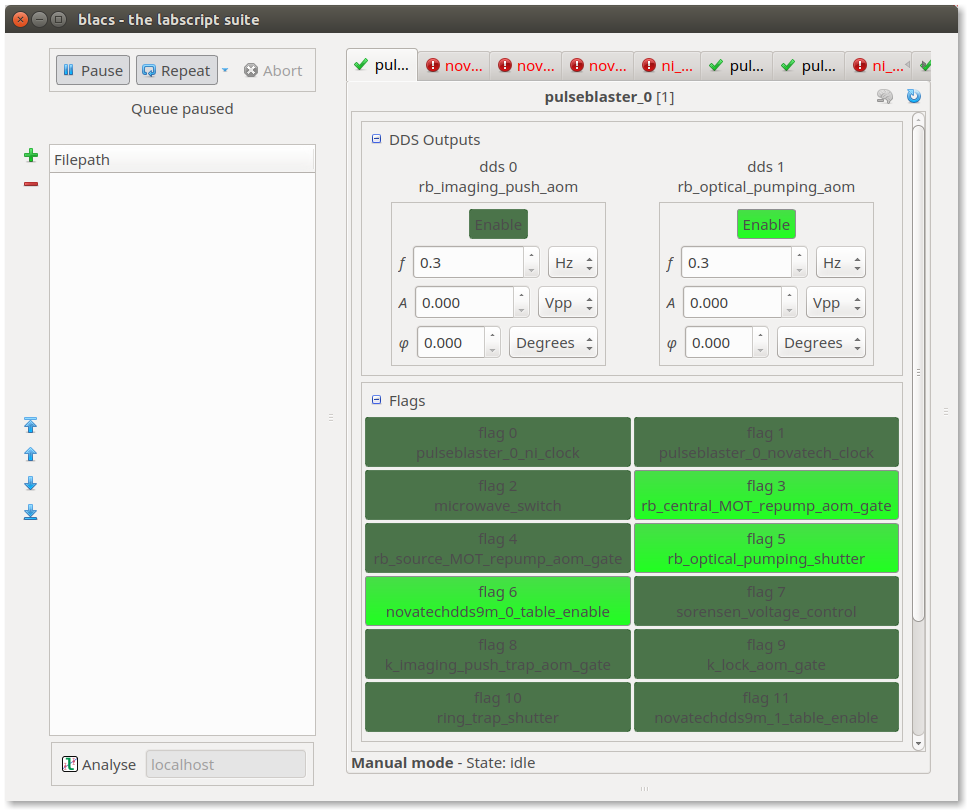 blacs - the labscript suite
Pause
Repeat
Abort
Queue paused
Filepath
Analyse
localhost
pul...
nov...
nov...
nov...
ni_...
pul...
pul...
ni_...
pulseblaster_0 [1]
DDS Outputs
dds 0
rb_imaging_push_aom
Enable
f 0.3 Hz
A 0.000 Vpp
φ 0.000 Degrees
dds 1
rb_optical_pumping_aom
Enable
f 0.3 Hz
A 0.000 Vpp
φ 0.000 Degrees
Flags
flag 0
pulseblaster_0_ni_clock
flag 1
pulseblaster_0_novatech_clock
flag 2
microwave_switch
flag 3
rb_central_MOT_repump_aom_gate
flag 4
rb_source_MOT_repump_aom_gate
flag 5
rb_optical_pumping_shutter
flag 6
novatechdds9m_0_table_enable
flag 7
sorensen_voltage_control
flag 8
k_imaging_push_trap_aom_gate
flag 9
k_lock_aom_gate
flag 10
ring_trap_shutter
flag 11
novatechdds9m_1_table_enable
Manual mode - State: idle